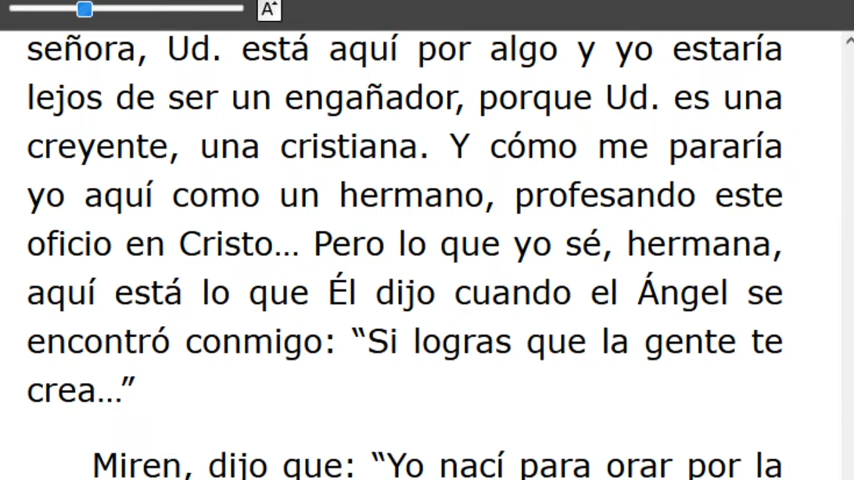 A
señora, Ud. está aquí por algo y yo estaría
lejos de ser un engañador, porque Ud. es una
creyente, una cristiana. Y cómo me pararía
yo aquí como un hermano, profesando este
oficio en Cristo… Pero lo que yo sé, hermana,
aquí está lo que Él dijo cuando el Ángel se
encontró conmigo: “Si logras que la gente te
crea…”
Miren, dijo que: “Yo nací para orar por la